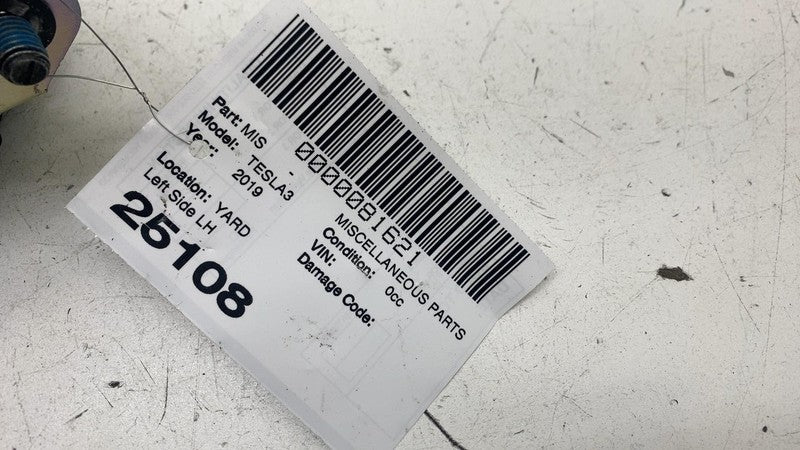 0000081621
Part: MIS - MISCELLANEOUS PARTS
Model: TESLA3 Condition: 0cc
Year: 2019 VIN:
Damage Code:
Location: YARD
Left Side LH
25108